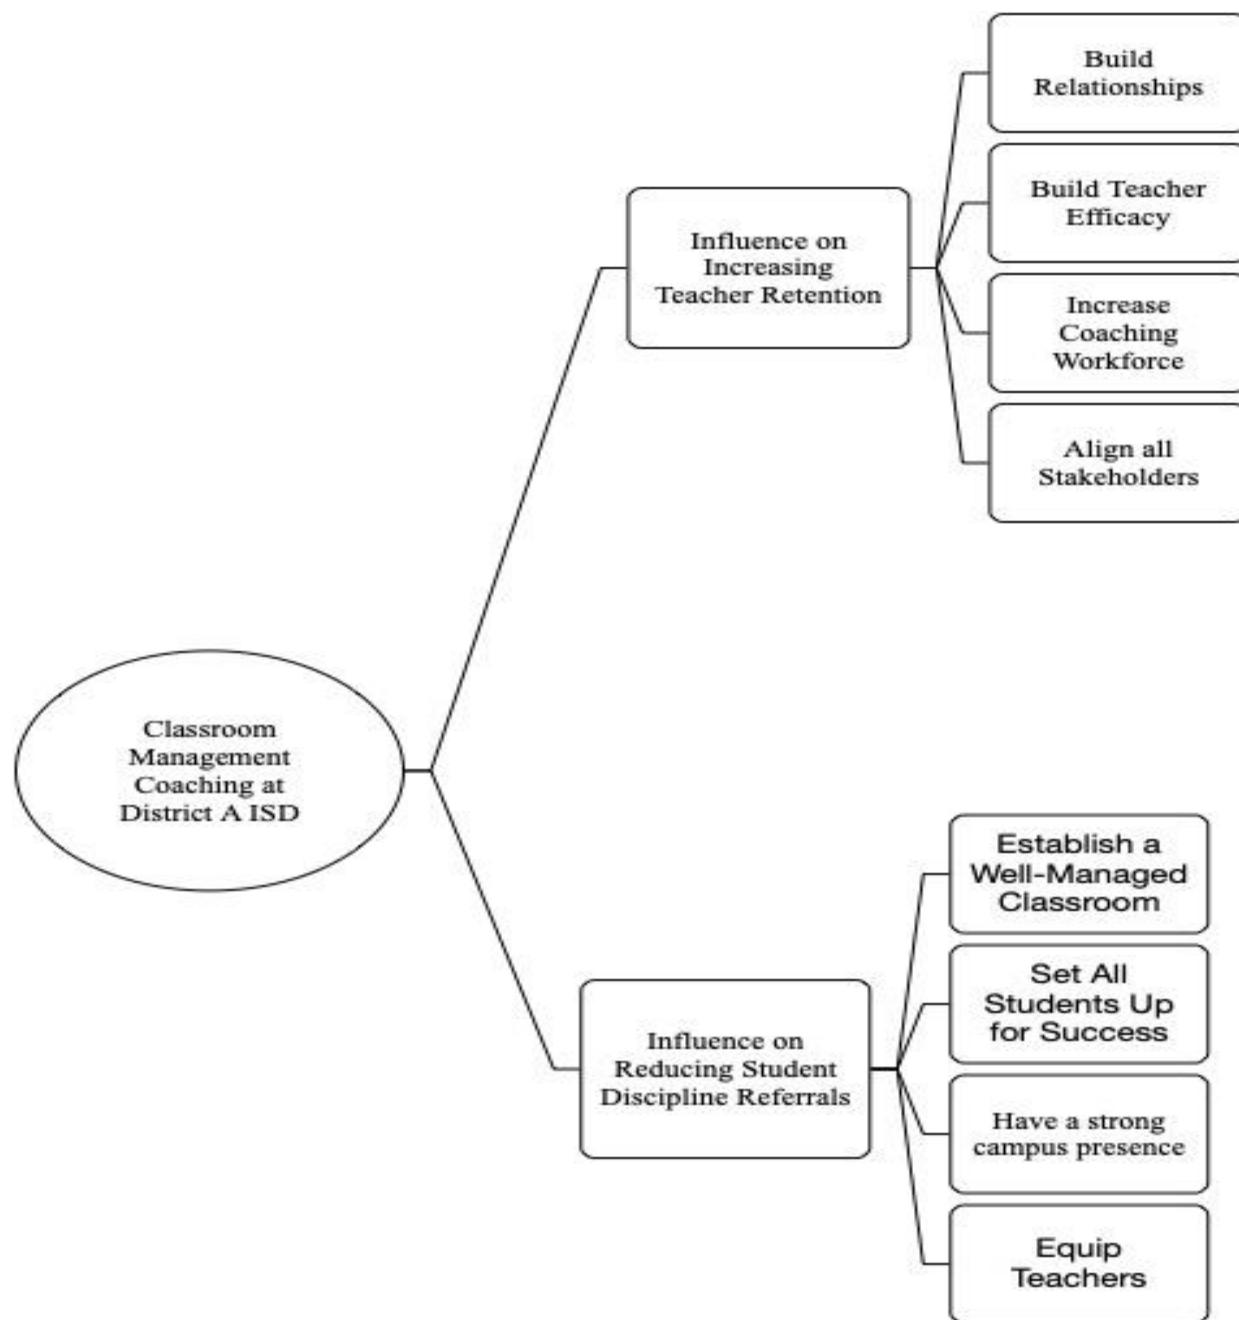 Build
Relationships
Build Teacher
Efficacy
Influence on
Increasing
Teacher Retention
Increase
Coaching
Workforce
Align all
Stakeholders
Classroom
Management
Coaching at
District A ISD
Establish a
Well-Managed
Classroom
Set All
Students Up
for Success
Influence on
Reducing Student
Discipline Referrals
Have a strong
campus presence
Equip
Teachers